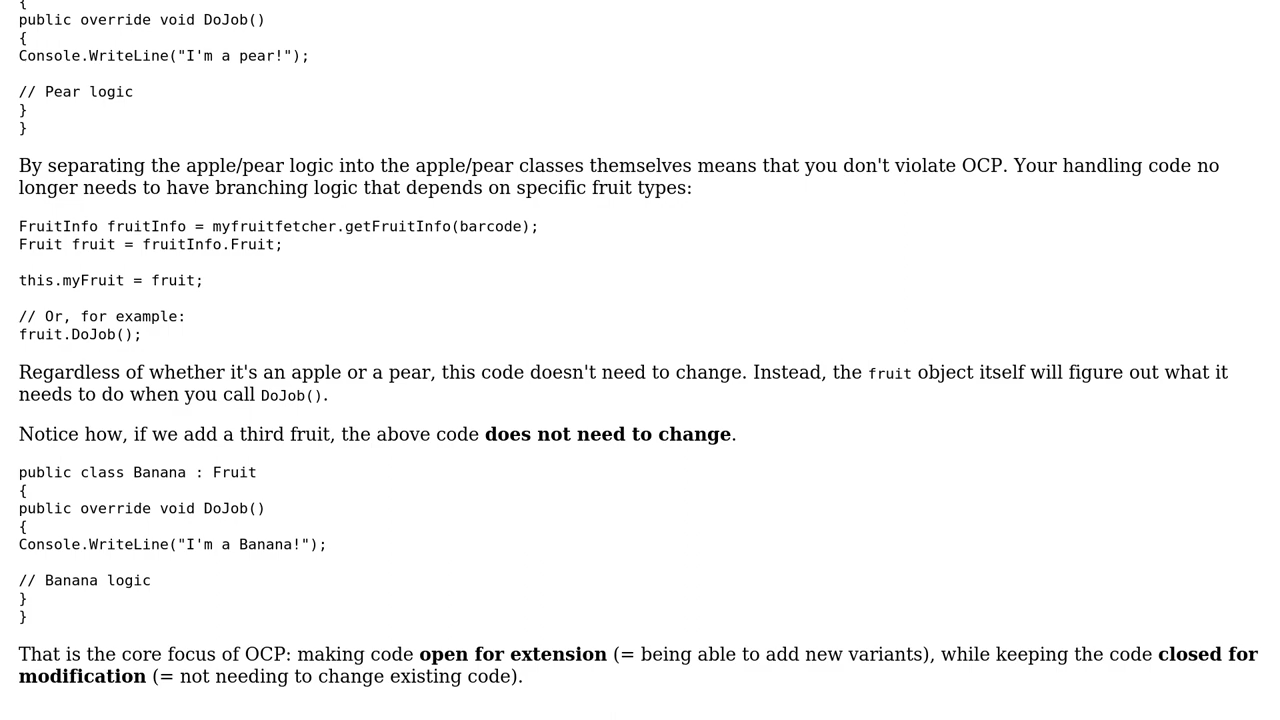 {
public override void DoJob()
{
Console.WriteLine("I'm a pear!");
// Pear logic
}
}
By separating the apple/pear logic into the apple/pear classes themselves means that you don't violate OCP. Your handling code no
longer needs to have branching logic that depends on specific fruit types:
FruitInfo fruitInfo = myfruitfetcher.getFruitInfo(barcode);
Fruit fruit = fruitInfo.Fruit;
this.myFruit = fruit;
// Or, for example:
fruit.DoJob();
Regardless of whether it's an apple or a pear, this code doesn't need to change. Instead, the fruit object itself will figure out what it
needs to do when you call DoJob().
Notice how, if we add a third fruit, the above code does not need to change.
public class Banana : Fruit
{
public override void DoJob()
{
Console.WriteLine("I'm a Banana!");
// Banana logic
}
}
That is the core focus of OCP: making code open for extension (= being able to add new variants), while keeping the code closed for
modification (= not needing to change existing code).